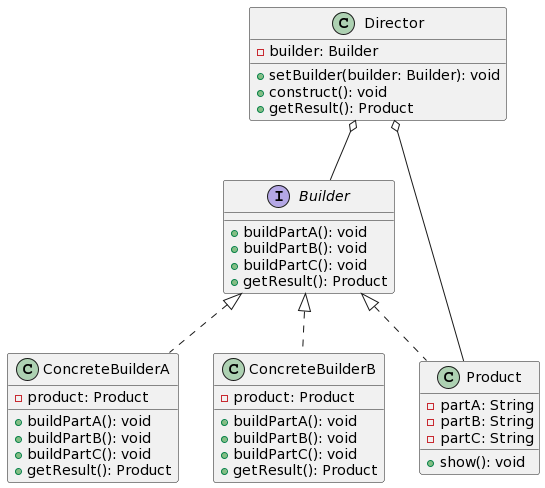 C Director
builder: Builder
setBuilder(builder: Builder): void
construct(): void
getResult(): Product
I Builder
buildPartA(): void
buildPartB(): void
buildPartC(): void
getResult(): Product
C ConcreteBuilderA
product: Product
buildPartA(): void
buildPartB(): void
buildPartC(): void
getResult(): Product
C ConcreteBuilderB
product: Product
buildPartA(): void
buildPartB(): void
buildPartC(): void
getResult(): Product
C Product
partA: String
partB: String
partC: String
show(): void